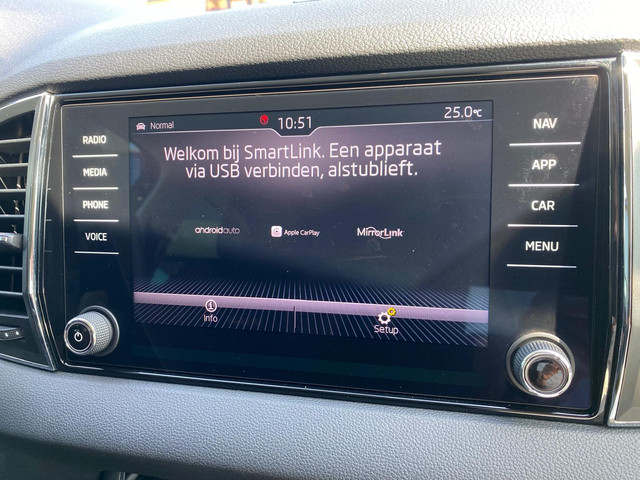 Normal
10:51
25.0°C
RADIO
MEDIA
PHONE
VOICE
Welkom bij SmartLink. Een apparaat
via USB verbinden, alstublieft.
androidauto
Apple CarPlay
MirrorLink
Info
Setup
NAV
APP
CAR
MENU